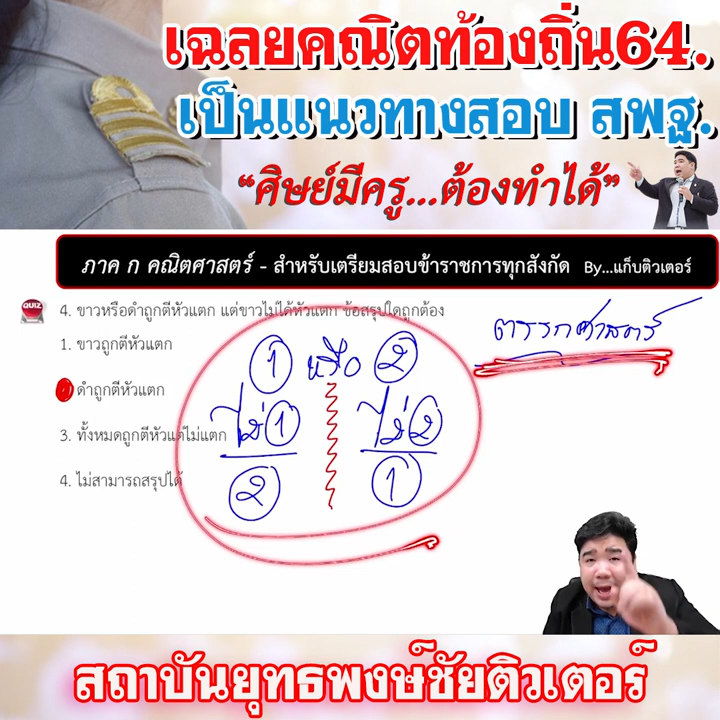 เฉลยคณิตท้องถิ่น64.
เป็นแนวทางสอบ สพฐ.
“ศิษย์มีครู...ต้องทำได้”
ภาค ก คณิตศาสตร์ - สำหรับเตรียมสอบข้าราชการทุกสังกัด By...แก็บติวเตอร์
QUIZ
4. ขาวหรือดำถูกตีหัวแตก แต่ขาวไม่ได้หัวแตก ข้อสรุปใดถูกต้อง
ตรรกศาสตร์
1. ขาวถูกตีหัวแตก
1 หรือ 2
ดำถูกตีหัวแตก
ไม่ 1 ไม่ 2
3. ทั้งหมดถูกตีหัวแต่ไม่แตก
4. ไม่สามารถสรุปได้
2 1
สถาบันยุทธพงษ์ชัยติวเตอร์